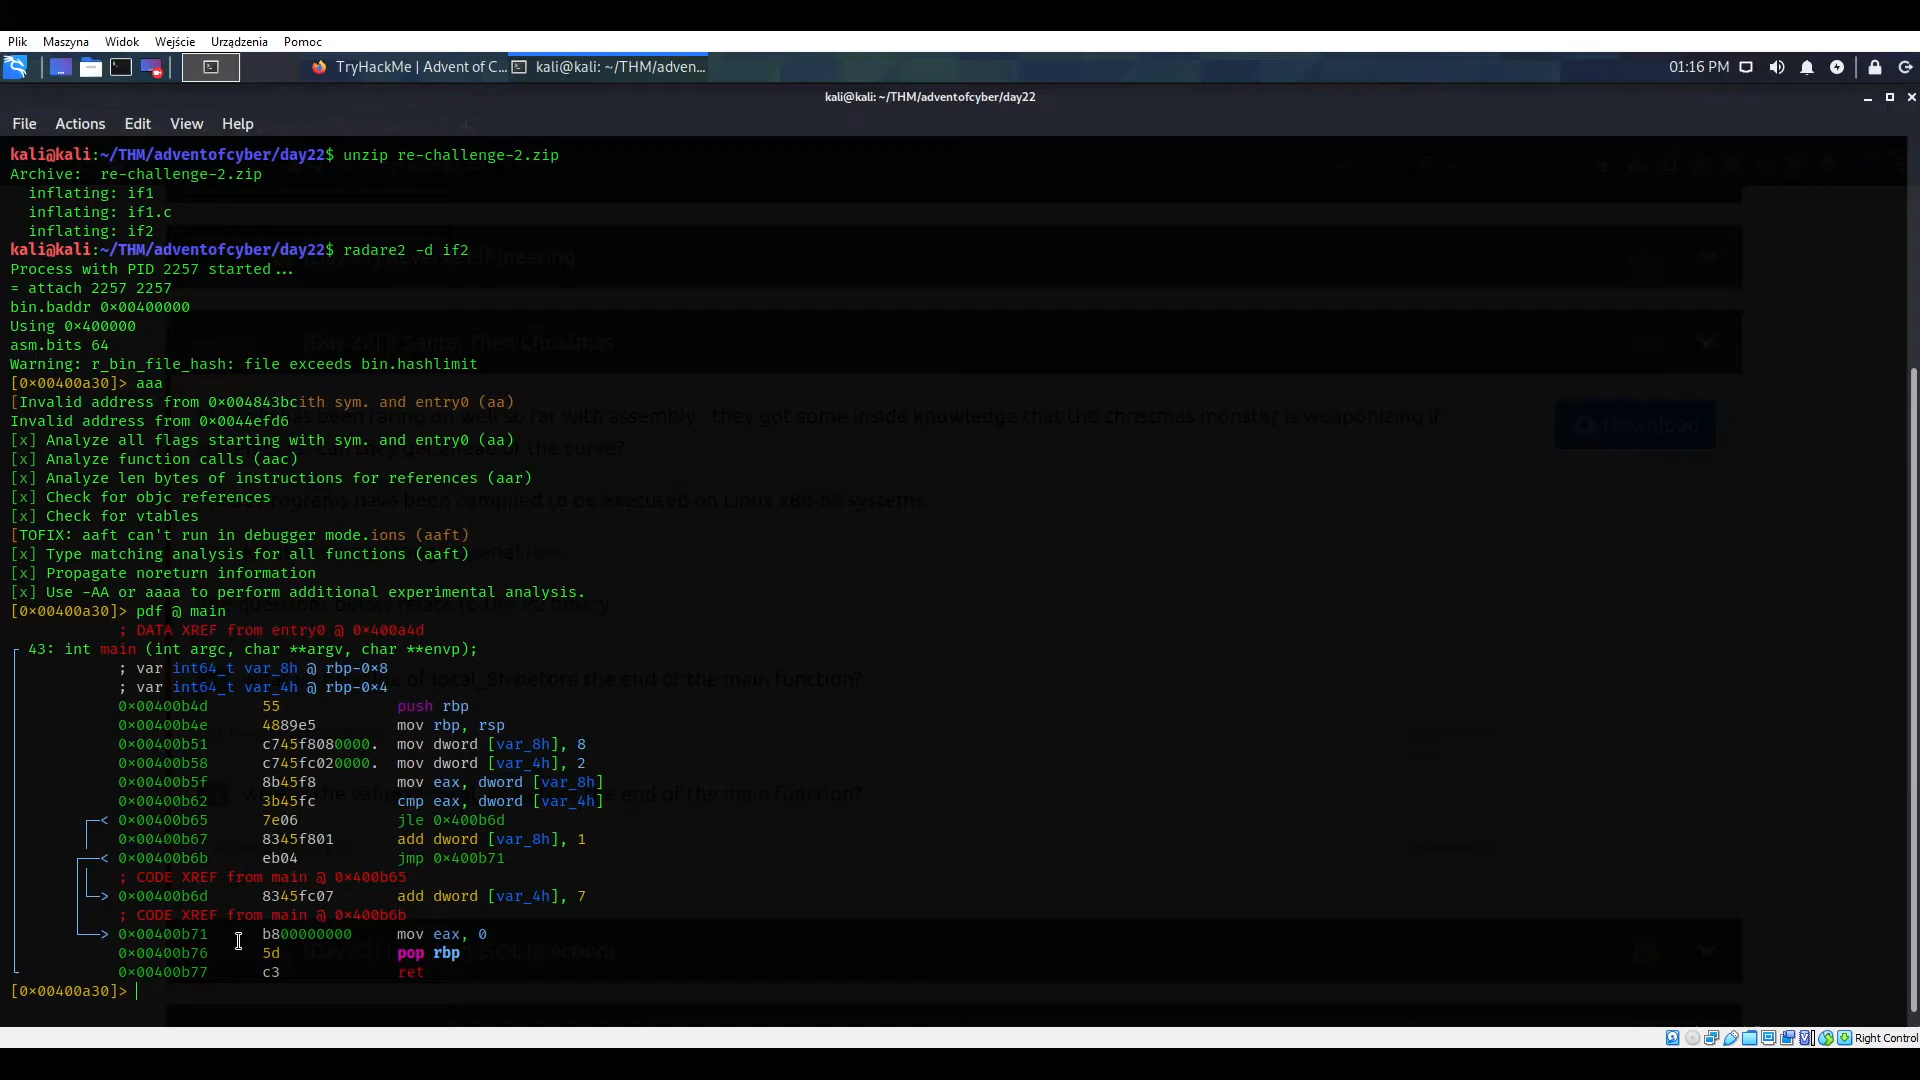 Plik Maszyna Widok Wejście Urządzenia Pomoc
TryHackMe | Advent of C... kali@kali: ~/THM/adven... 01:16 PM
kali@kali: ~/THM/adventofcyber/day22
File Actions Edit View Help
kali@kali:~/THM/adventofcyber/day22$ unzip re-challenge-2.zip
Archive:  re-challenge-2.zip
  inflating: if1
  inflating: if1.c
  inflating: if2
kali@kali:~/THM/adventofcyber/day22$ radare2 -d if2
Process with PID 2257 started...
= attach 2257 2257
bin.baddr 0x00400000
Using 0x400000
asm.bits 64
Warning: r_bin_file_hash: file exceeds bin.hashlimit
[0x00400a30]> aaa
[Invalid address from 0x004843bcith sym. and entry0 (aa)
Invalid address from 0x0044efd6
[x] Analyze all flags starting with sym. and entry0 (aa)
[x] Analyze function calls (aac)
[x] Analyze len bytes of instructions for references (aar)
[x] Check for objc references
[x] Check for vtables
[TOFIX: aaft can't run in debugger mode.ions (aaft)
[x] Type matching analysis for all functions (aaft)
[x] Propagate noreturn information
[x] Use -AA or aaaa to perform additional experimental analysis.
[0x00400a30]> pdf @ main
; DATA XREF from entry0 @ 0x400a4d
43: int main (int argc, char **argv, char **envp);
; var int64_t var_8h @ rbp-0x8
; var int64_t var_4h @ rbp-0x4
0x00400b4d 55 push rbp
0x00400b4e 4889e5 mov rbp, rsp
0x00400b51 c745f8080000. mov dword [var_8h], 8
0x00400b58 c745fc020000. mov dword [var_4h], 2
0x00400b5f 8b45f8 mov eax, dword [var_8h]
0x00400b62 3b45fc cmp eax, dword [var_4h]
0x00400b65 7e06 jle 0x400b6d
0x00400b67 8345f801 add dword [var_8h], 1
0x00400b6b eb04 jmp 0x400b71
; CODE XREF from main @ 0x400b65
0x00400b6d 8345fc07 add dword [var_4h], 7
; CODE XREF from main @ 0x400b6b
0x00400b71 b800000000 mov eax, 0
0x00400b76 5d pop rbp
0x00400b77 c3 ret
[0x00400a30]>
Download
Right Control